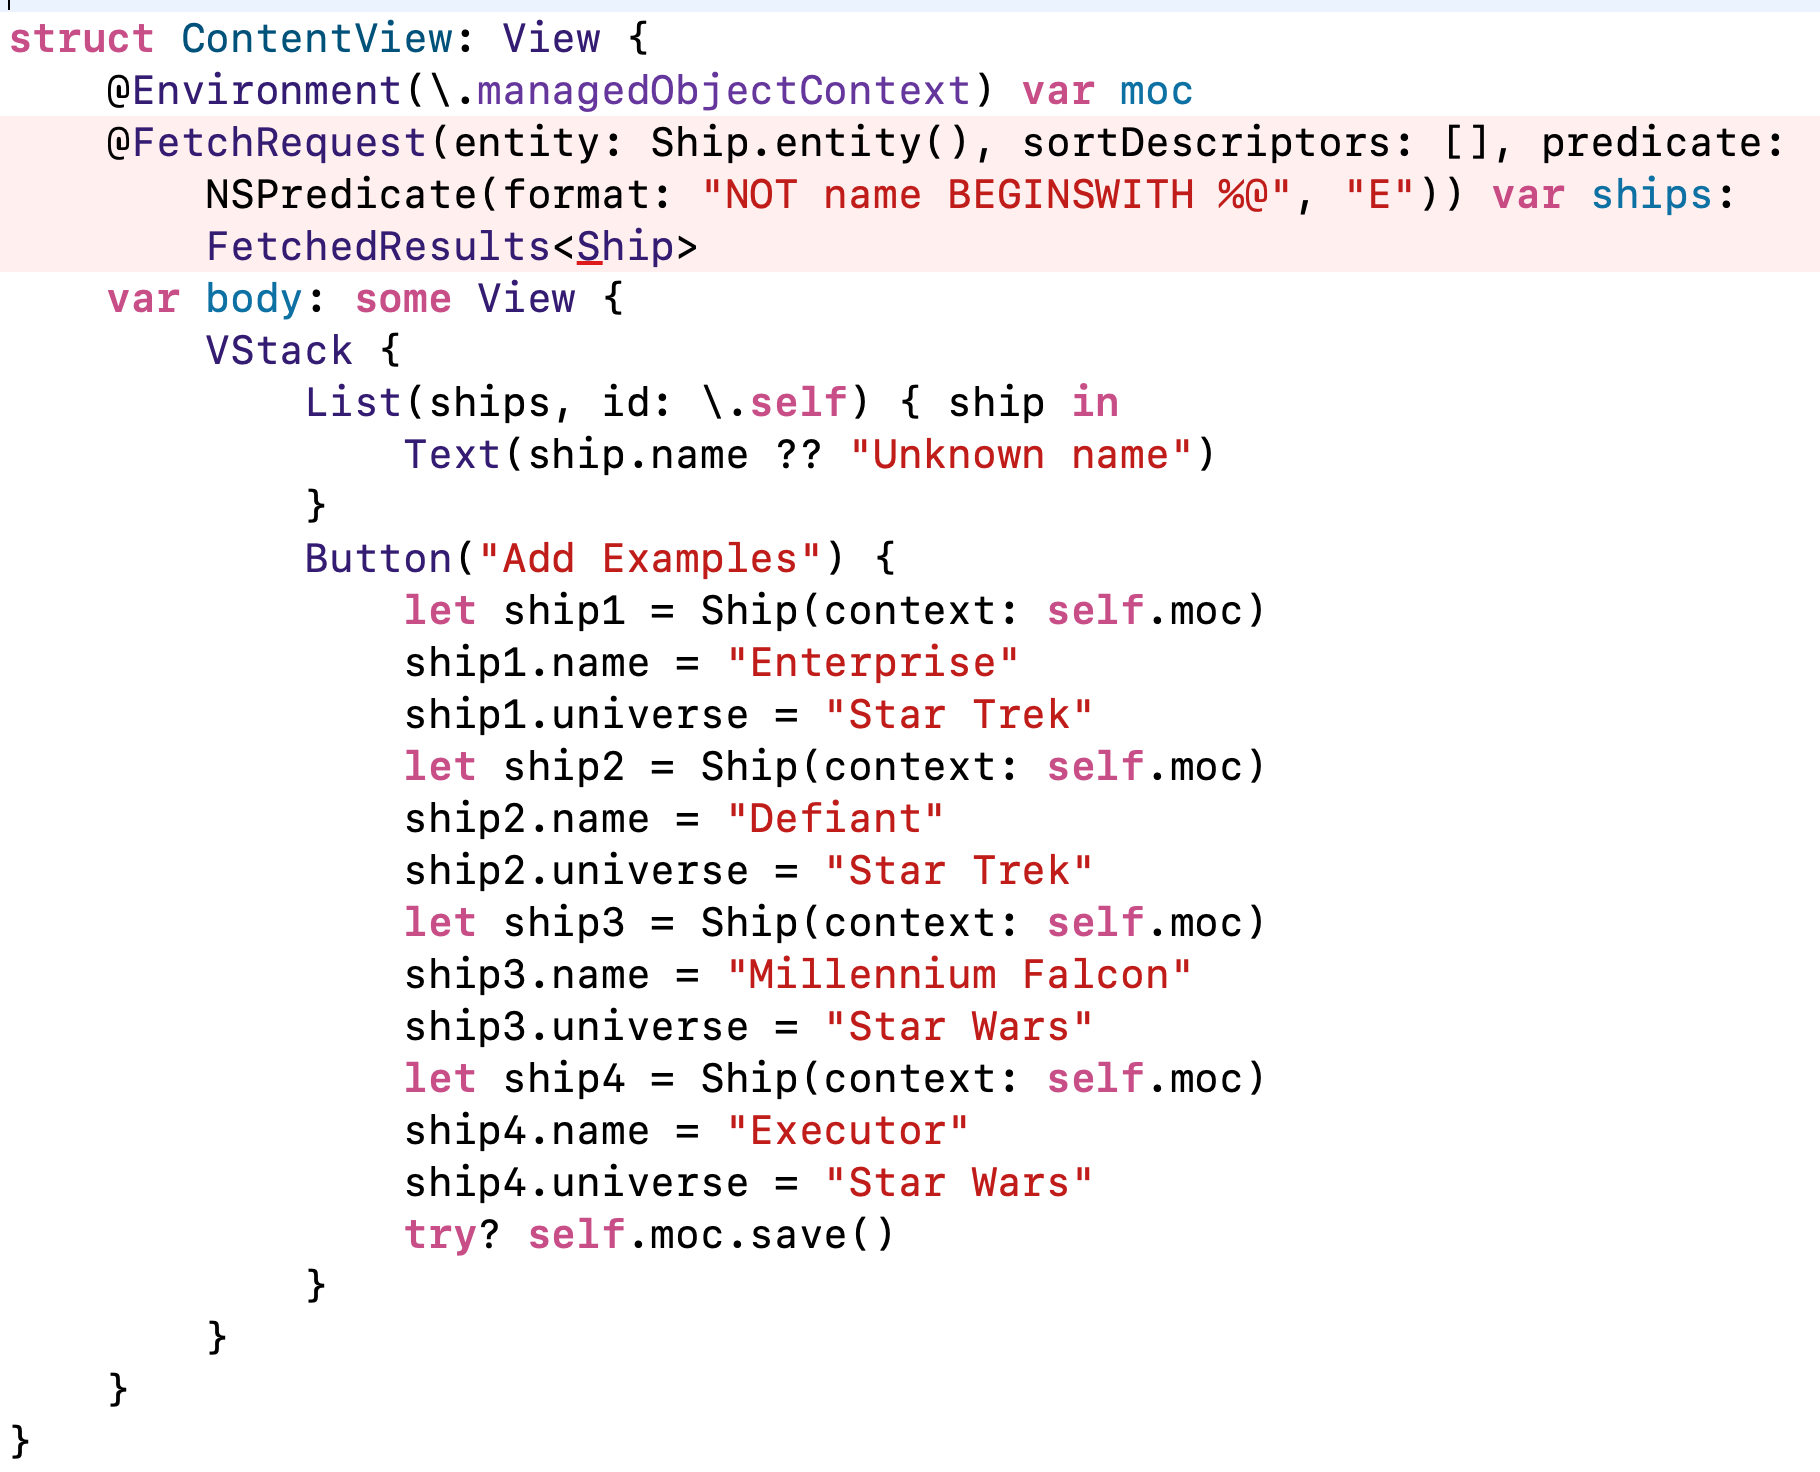 struct ContentView: View {
    @Environment(\.managedObjectContext) var moc
    @FetchRequest(entity: Ship.entity(), sortDescriptors: [], predicate:
        NSPredicate(format: "NOT name BEGINSWITH %@", "E")) var ships:
        FetchedResults<Ship>
    var body: some View {
        VStack {
            List(ships, id: \.self) { ship in
                Text(ship.name ?? "Unknown name")
            }
            Button("Add Examples") {
                let ship1 = Ship(context: self.moc)
                ship1.name = "Enterprise"
                ship1.universe = "Star Trek"
                let ship2 = Ship(context: self.moc)
                ship2.name = "Defiant"
                ship2.universe = "Star Trek"
                let ship3 = Ship(context: self.moc)
                ship3.name = "Millennium Falcon"
                ship3.universe = "Star Wars"
                let ship4 = Ship(context: self.moc)
                ship4.name = "Executor"
                ship4.universe = "Star Wars"
                try? self.moc.save()
            }
        }
    }
}